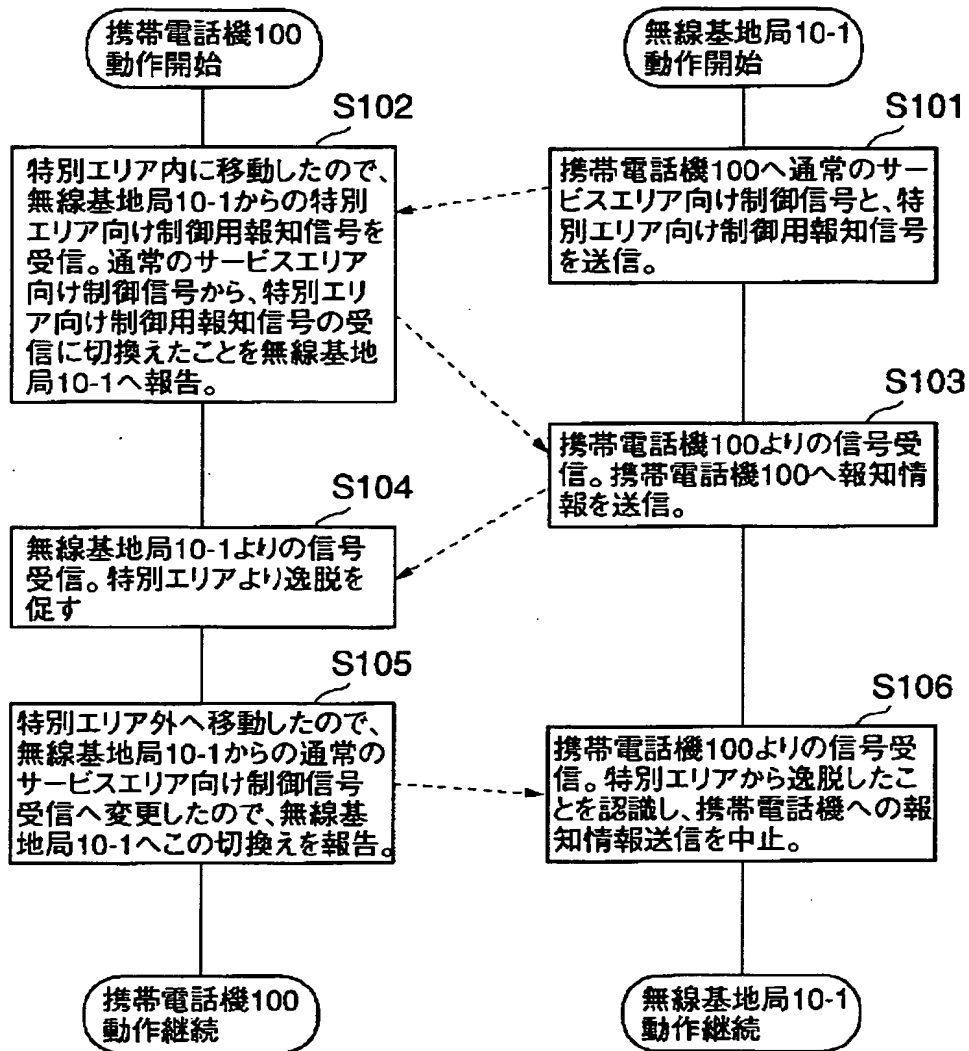 携帯電話機100
動作開始
無線基地局10-1
動作開始
S102
特別エリア内に移動したので、
無線基地局10-1からの特別
エリア向け制御用報知信号を
受信。通常のサービスエリア
向け制御信号から、特別エリ
ア向け制御用報知信号の受
信に切換えたことを無線基地
局10-1へ報告。
S101
携帯電話機100へ通常のサー
ビスエリア向け制御信号と、特
別エリア向け制御用報知信号
を送信。
S103
携帯電話機100よりの信号受
信。携帯電話機100へ報知情
報を送信。
S104
無線基地局10-1よりの信号
受信。特別エリアより逸脱を
促す
S105
特別エリア外へ移動したので、
無線基地局10-1からの通常の
サービスエリア向け制御信号
受信へ変更したので、無線基
地局10-1へこの切換えを報告。
S106
携帯電話機100よりの信号受
信。特別エリアから逸脱したこ
とを認識し、携帯電話機への報
知情報送信を中止。
携帯電話機100
動作継続
無線基地局10-1
動作継続